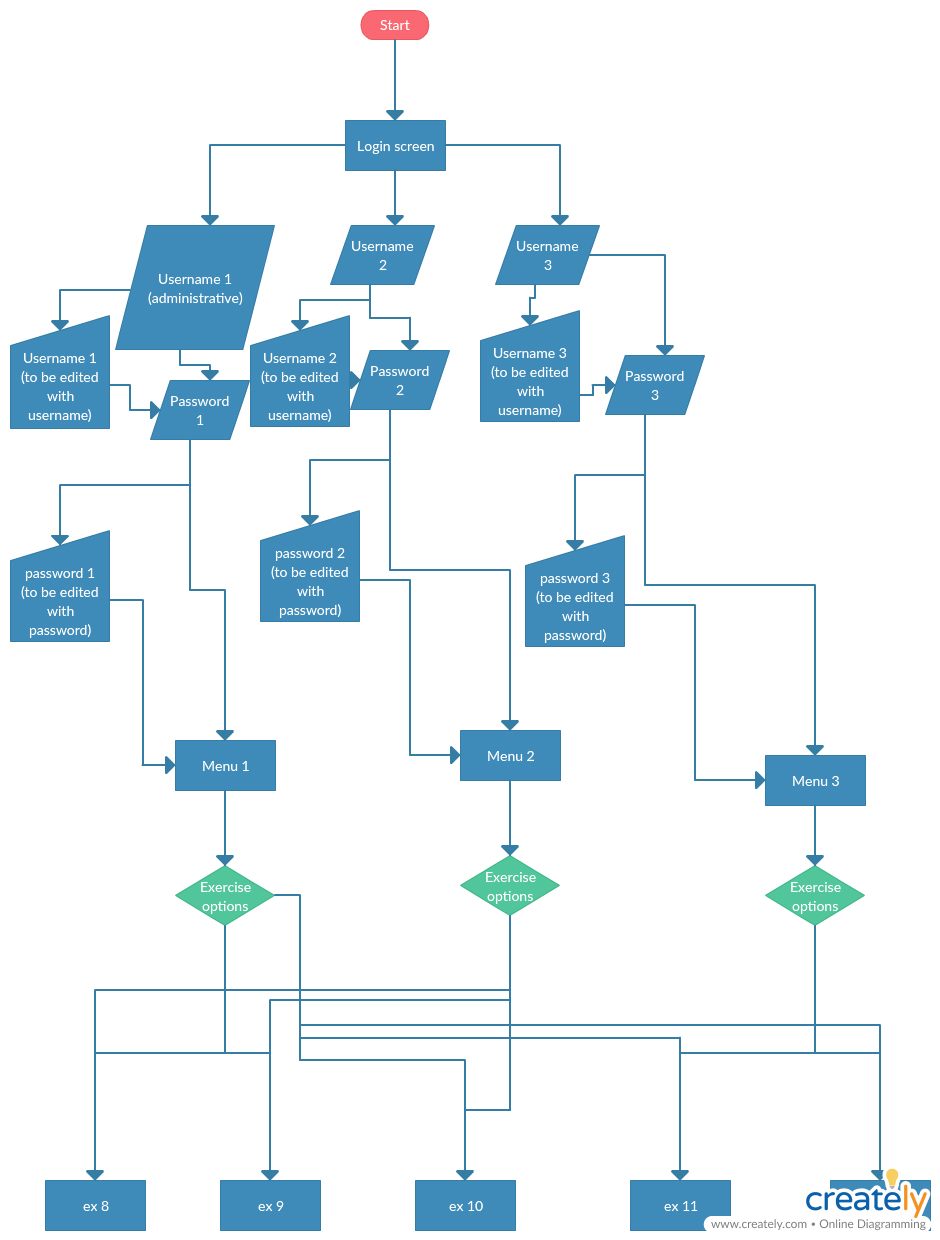 Start
Login screen
Username 1
(administrative)
Username
2
Username
3
Username 1
(to be edited
with
username)
Password
1
Username 2
(to be edited
with
username)
Password
2
Username 3
(to be edited
with
username)
Password
3
password 1
(to be edited
with
password)
password 2
(to be edited
with
password)
password 3
(to be edited
with
password)
Menu 1
Menu 2
Menu 3
Exercise
options
Exercise
options
Exercise
options
ex 8
ex 9
ex 10
ex 11
creately
www.creately.com • Online Diagramming